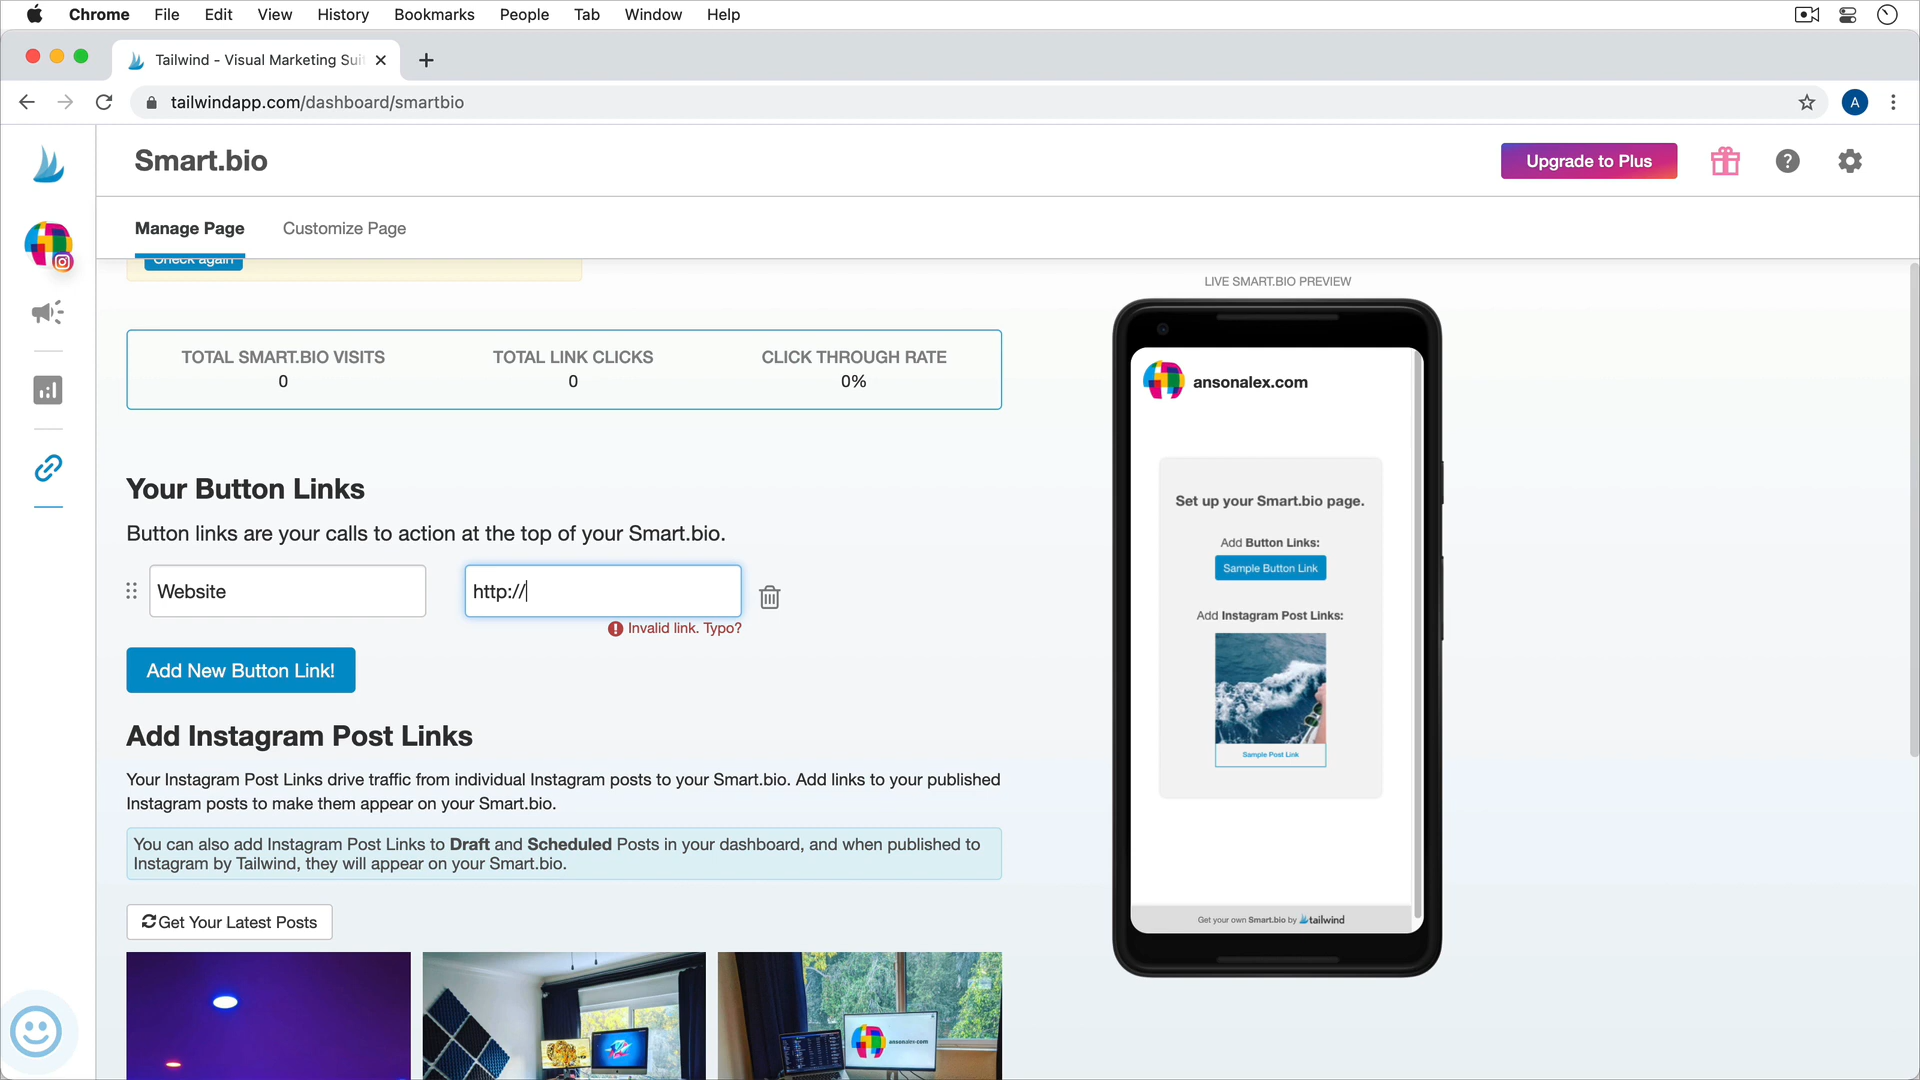 Chrome File Edit View History Bookmarks People Tab Window Help
Tailwind - Visual Marketing Sui
tailwindapp.com/dashboard/smartbio
A
Smart.bio
Upgrade to Plus
Manage Page Customize Page
Check again
LIVE SMART.BIO PREVIEW
TOTAL SMART.BIO VISITS TOTAL LINK CLICKS CLICK THROUGH RATE
0 0 0%
ansonalex.com
Your Button Links
Button links are your calls to action at the top of your Smart.bio.
Website http://
Invalid link. Typo?
Add New Button Link!
Set up your Smart.bio page.
Add Button Links:
Sample Button Link
Add Instagram Post Links:
Sample Post Link
Get your own Smart.bio by tailwind
Add Instagram Post Links
Your Instagram Post Links drive traffic from individual Instagram posts to your Smart.bio. Add links to your published
Instagram posts to make them appear on your Smart.bio.
You can also add Instagram Post Links to Draft and Scheduled Posts in your dashboard, and when published to
Instagram by Tailwind, they will appear on your Smart.bio.
Get Your Latest Posts
ansonalex.com